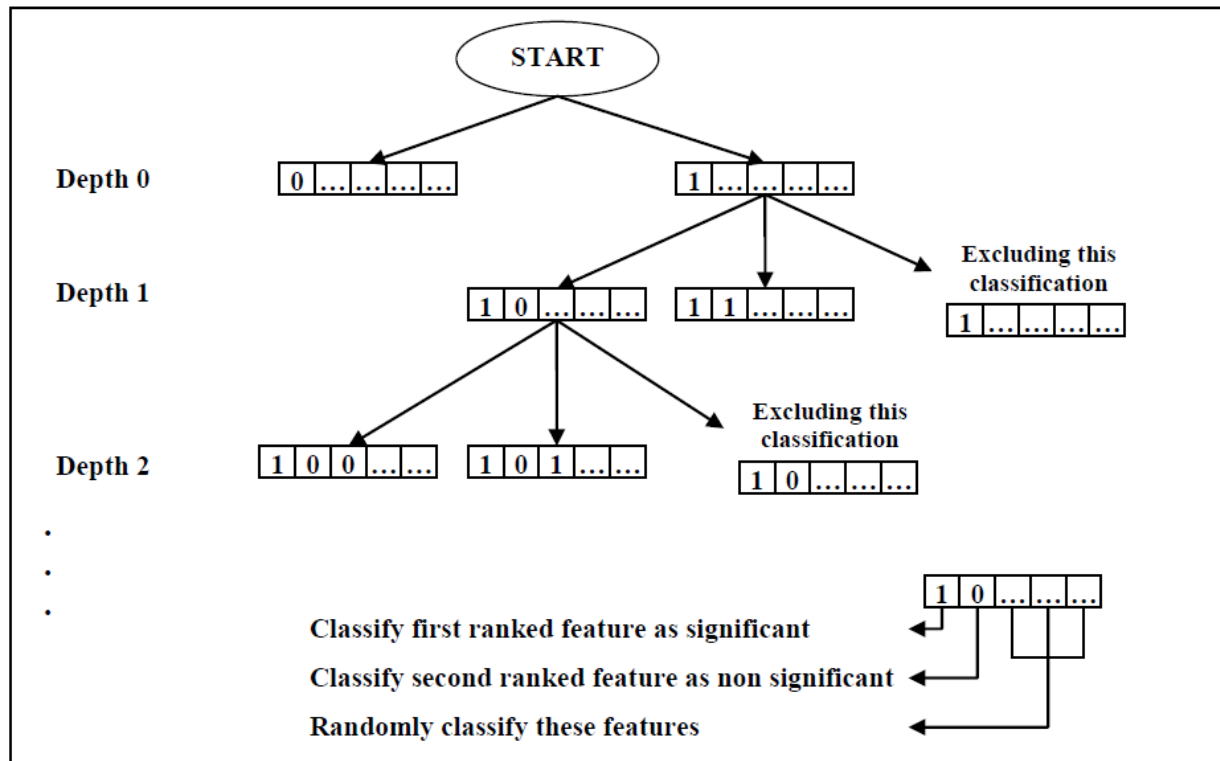 START
Depth 0
0 ... ... ... ...
1 ... ... ... ...
Depth 1
1 0 ... ... ...
1 1 ... ... ...
Excluding this
classification
1 ... ... ... ...
Depth 2
1 0 0 ... ...
1 0 1 ... ...
Excluding this
classification
1 0 ... ... ...
.
.
.
1 0 ... ... ...
Classify first ranked feature as significant
Classify second ranked feature as non significant
Randomly classify these features